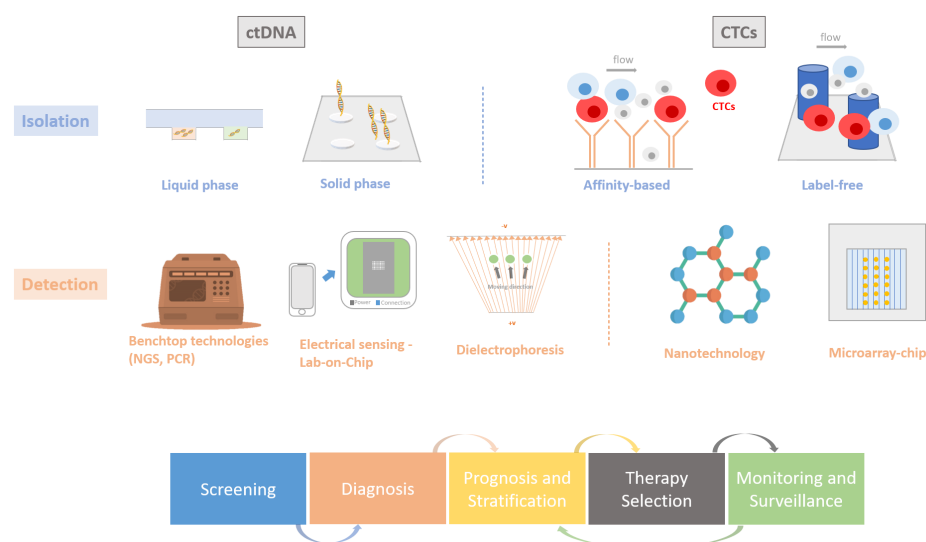 ctDNA
CTCs
flow
flow
CTCs
Isolation
Liquid phase
Solid phase
Affinity-based
Label-free
-V
Moving direction
+V
Power
Connection
Detection
Benchtop technologies
(NGS, PCR)
Electrical sensing -
Lab-on-Chip
Dielectrophoresis
Nanotechnology
Microarray-chip
Screening
Diagnosis
Prognosis and
Stratification
Therapy
Selection
Monitoring and
Surveillance